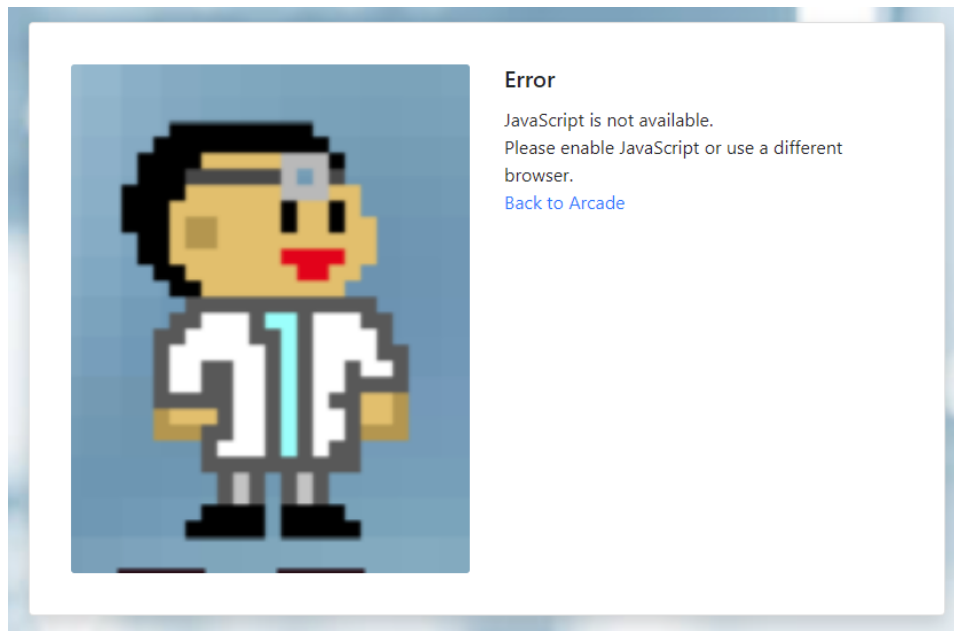 Error
JavaScript is not available.
Please enable JavaScript or use a different
browser.
Back to Arcade